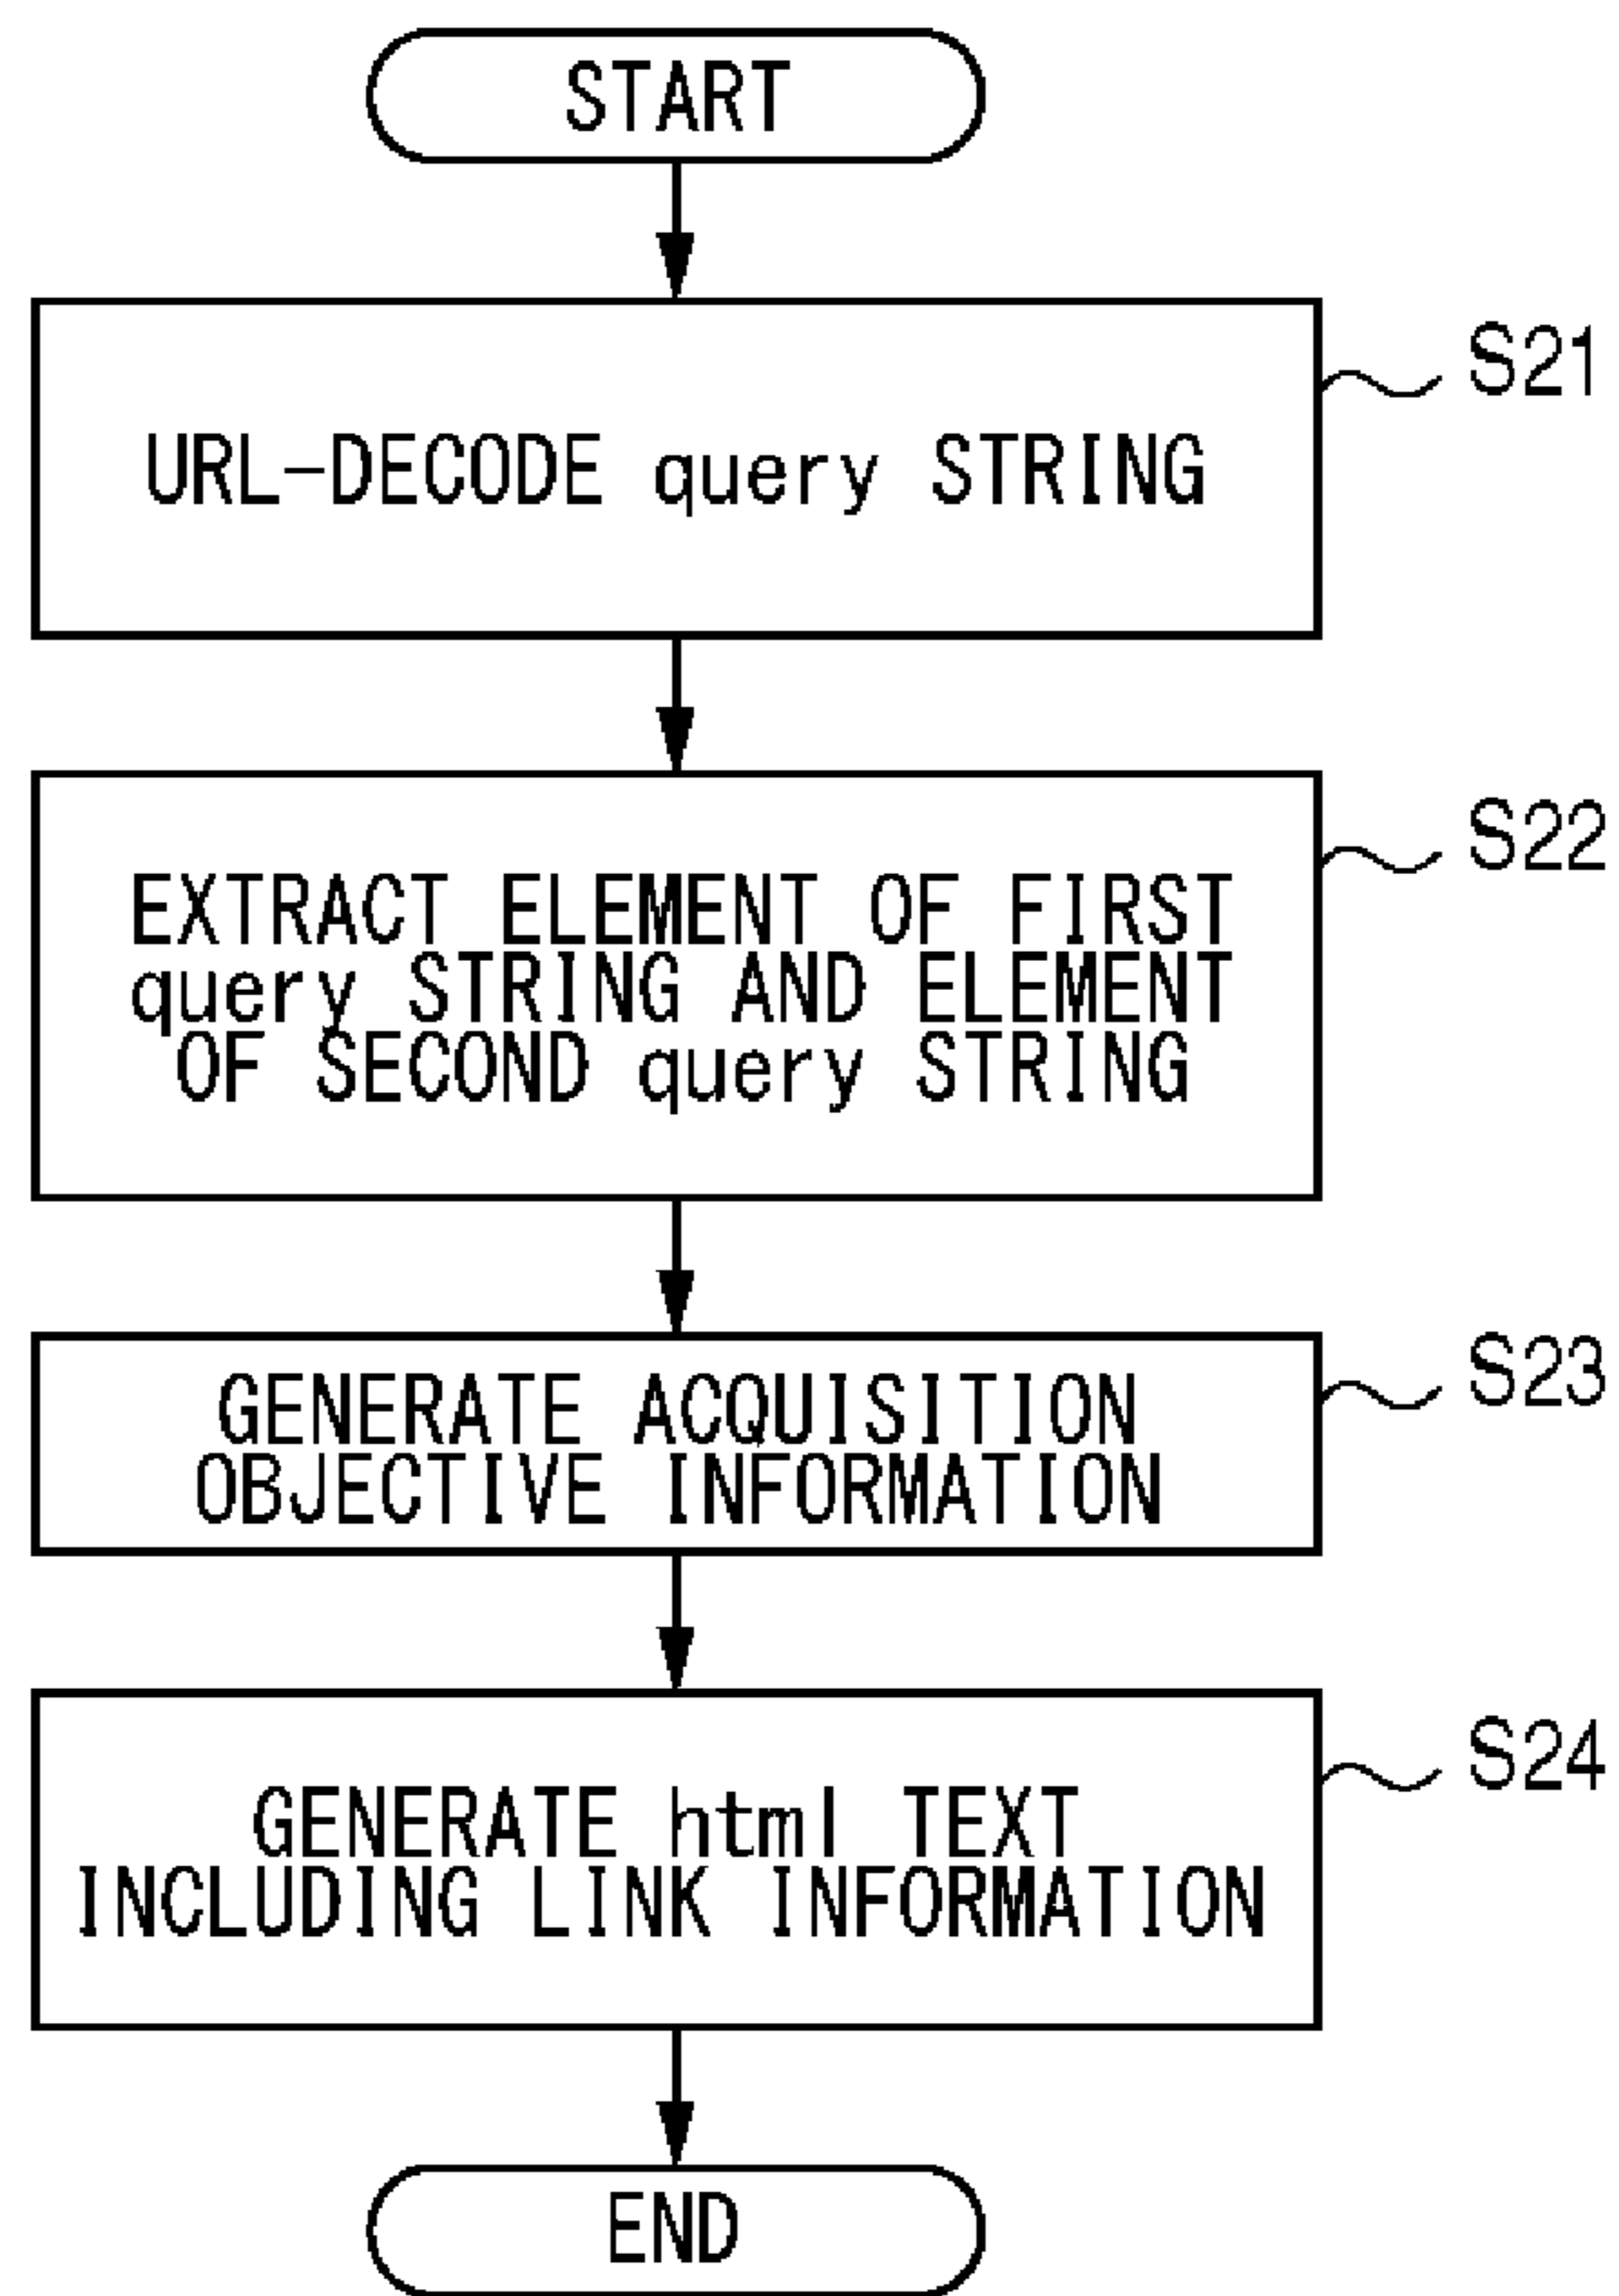 START
S21
URL-DECODE query STRING
S22
EXTRACT ELEMENT OF FIRST
query STRING AND ELEMENT
OF SECOND query STRING
S23
GENERATE ACQUISITION
OBJECTIVE INFORMATION
S24
GENERATE html TEXT
INCLUDING LINK INFORMATION
END